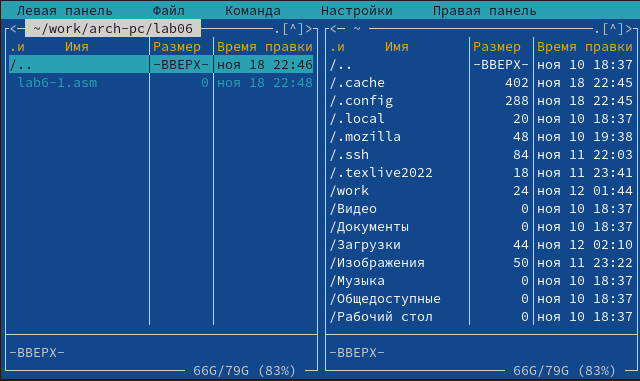 Левая панель Файл Команда Настройки Правая панель
<─ ~/work/arch-pc/lab06 .[^]>
.и Имя Размер Время правки
/.. -ВВЕРХ- ноя 18 22:46
lab6-1.asm 0 ноя 18 22:48
-ВВЕРХ-
66G/79G (83%)
<─ ~ .[^]>
.и Имя Размер Время правки
/.. -ВВЕРХ- ноя 10 18:37
/.cache 402 ноя 18 22:45
/.config 288 ноя 18 22:45
/.local 20 ноя 10 18:37
/.mozilla 48 ноя 10 19:38
/.ssh 84 ноя 11 22:03
/.texlive2022 18 ноя 11 23:41
/work 24 ноя 12 01:44
/Видео 0 ноя 10 18:37
/Документы 0 ноя 10 18:37
/Загрузки 44 ноя 12 02:10
/Изображения 50 ноя 11 23:22
/Музыка 0 ноя 10 18:37
/Общедоступные 0 ноя 10 18:37
/Рабочий стол 0 ноя 10 18:37
-ВВЕРХ-
66G/79G (83%)